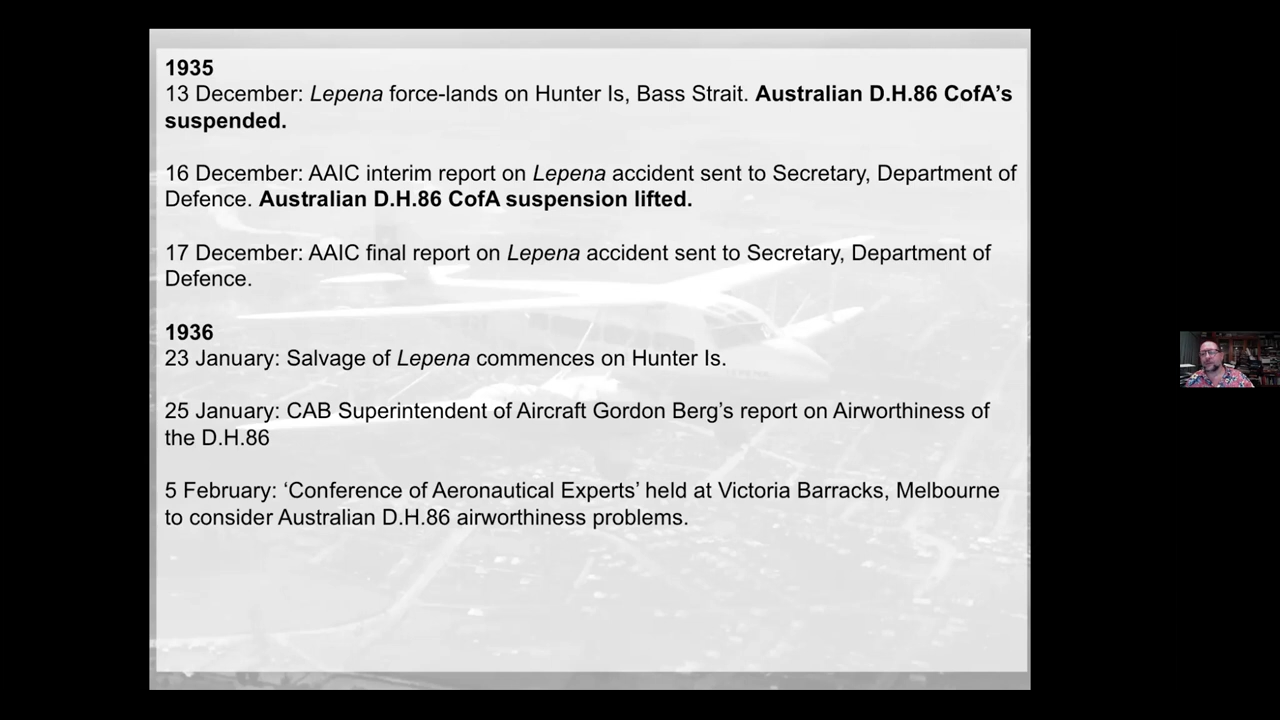 1935
13 December: Lepena force-lands on Hunter Is, Bass Strait. Australian D.H.86 CofA’s
suspended.
16 December: AAIC interim report on Lepena accident sent to Secretary, Department of
Defence. Australian D.H.86 CofA suspension lifted.
17 December: AAIC final report on Lepena accident sent to Secretary, Department of
Defence.
1936
23 January: Salvage of Lepena commences on Hunter Is.
25 January: CAB Superintendent of Aircraft Gordon Berg’s report on Airworthiness of
the D.H.86
5 February: ‘Conference of Aeronautical Experts’ held at Victoria Barracks, Melbourne
to consider Australian D.H.86 airworthiness problems.